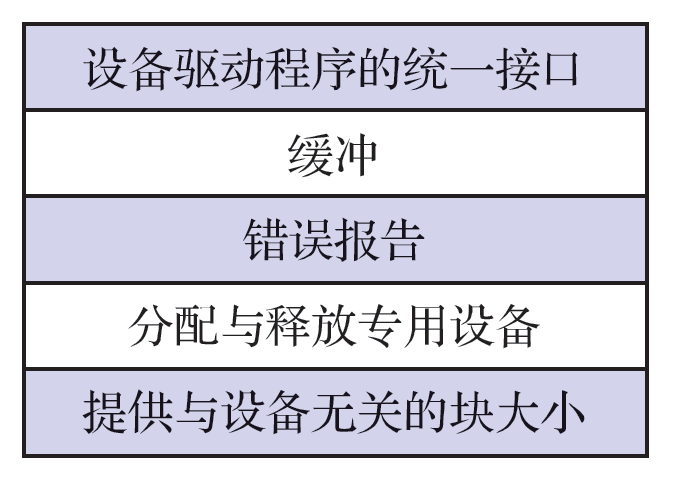 设备驱动程序的统一接口
缓冲
错误报告
分配与释放专用设备
提供与设备无关的块大小